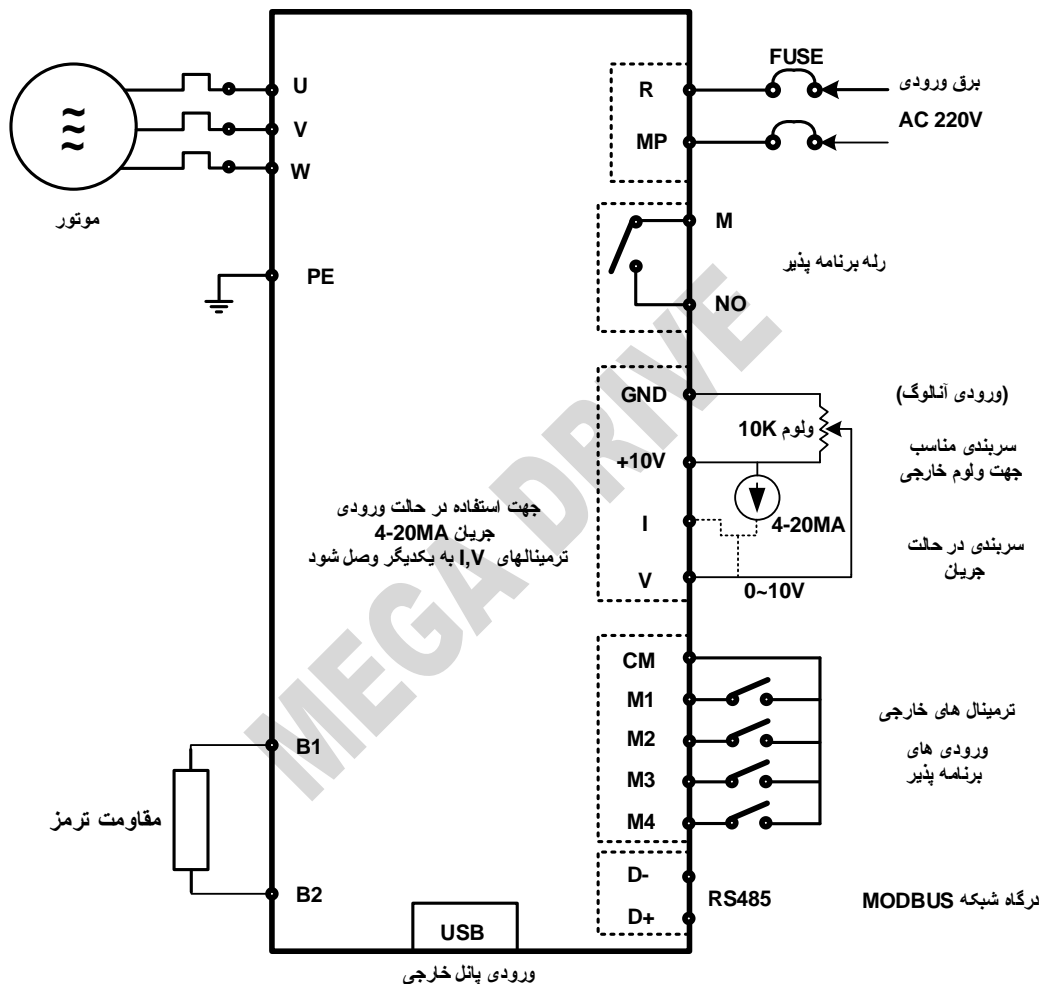 FUSE
U
R
برق ورودی
AC 220V
V
MP
W
موتور
M
رله برنامه پذیر
PE
NO
GND
(ورودی آنالوگ)
ولوم 10K
سربندی مناسب
جهت ولوم خارجی
+10V
جهت استفاده در حالت ورودی
جریان 4-20MA
ترمینالهای I,V به یکدیگر وصل شود
I
4-20MA
سربندی در حالت
جریان
V
0~10V
MEGA DRIVE
CM
M1
ترمینال های خارجی
M2
ورودی های
برنامه پذیر
M3
M4
B1
مقاومت ترمز
B2
D-
D+
RS485
درگاه شبکه MODBUS
USB
ورودی پانل خارجی